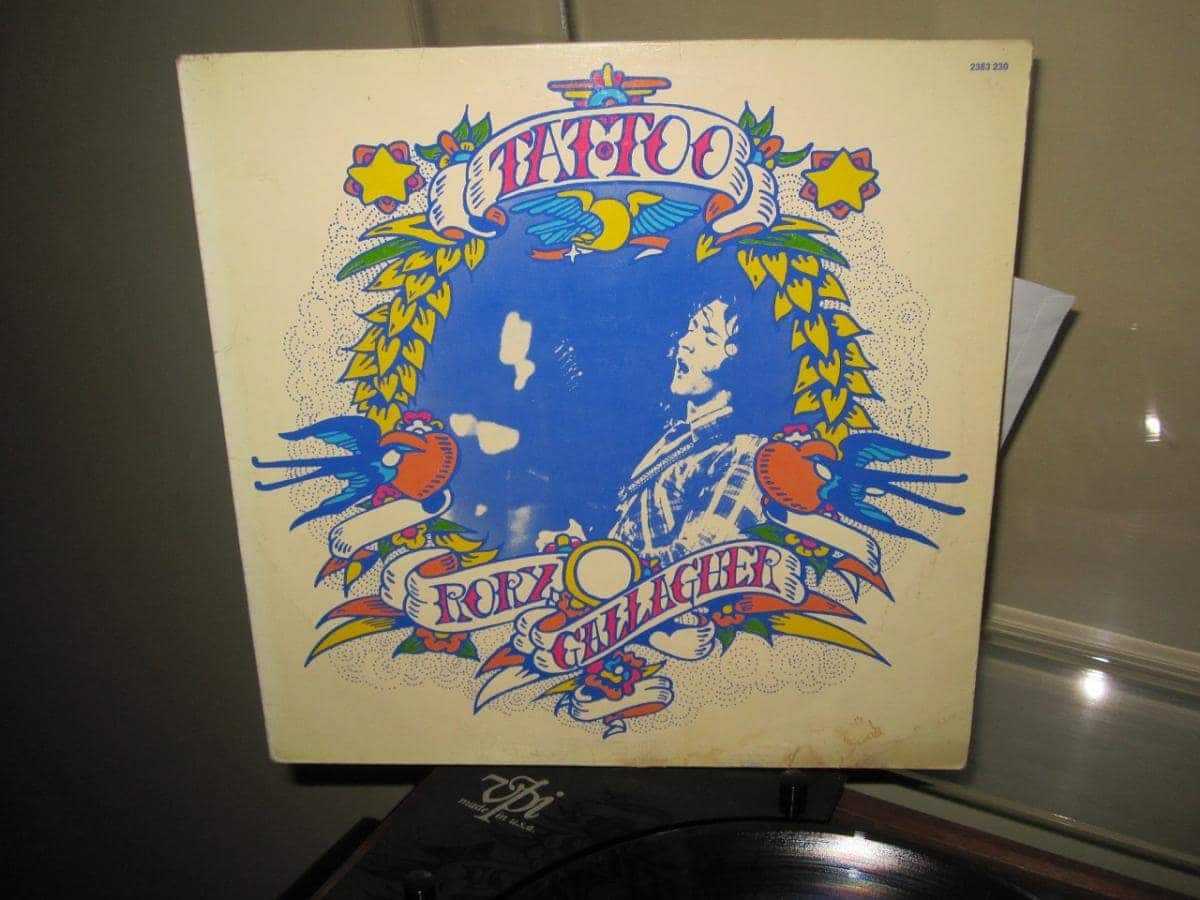 2383 230
TATTOO
RORY
GALLAGHER
VPI
made in u.s.a.